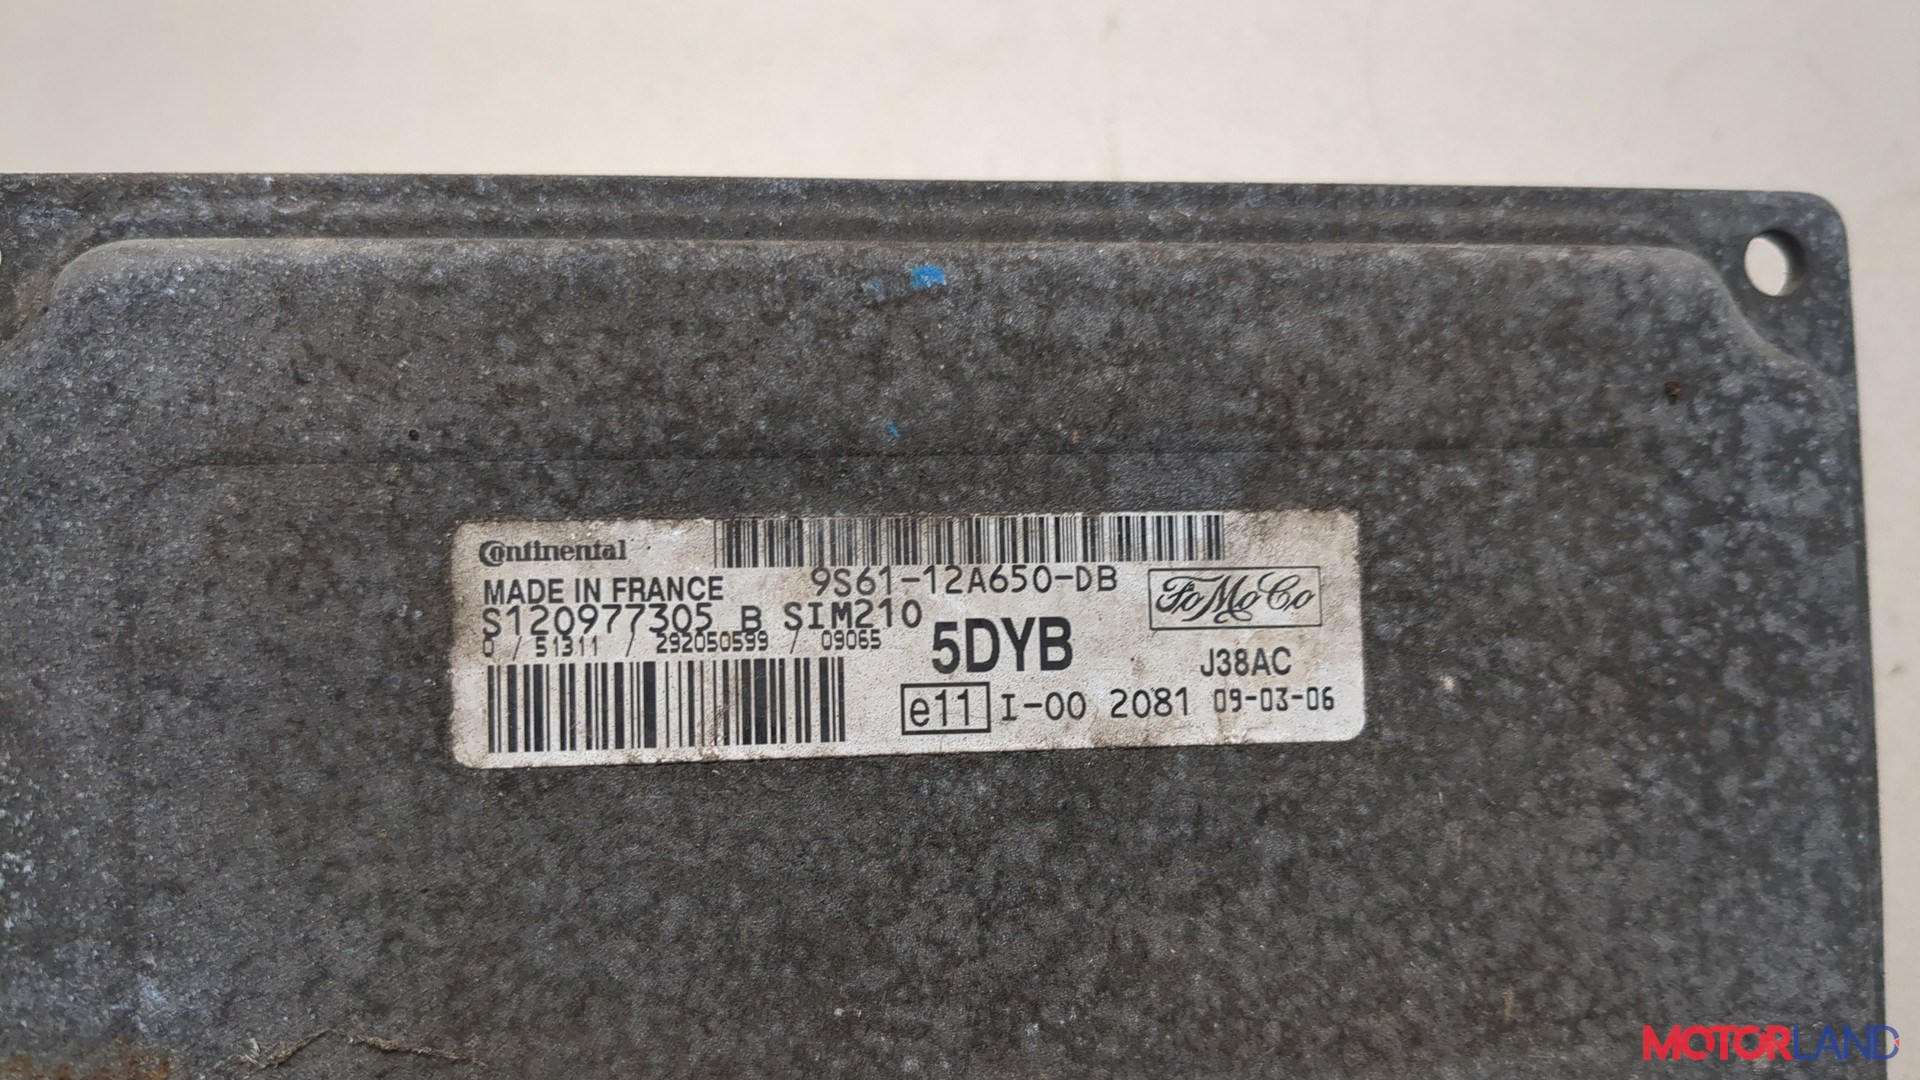 Continental
MADE IN FRANCE
9S61-12A650-DB
FoMoCo
S120977305 B SIM210
0 / 51311 / 292050599 / 09065
5DYB
J38AC
e11 I-00 2081 09-03-06
MOTORLAND